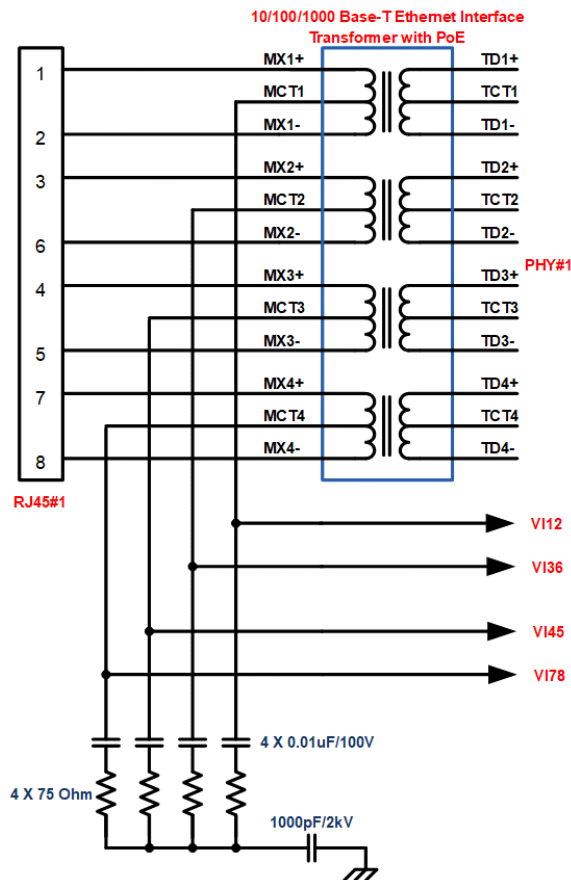 10/100/1000 Base-T Ethernet Interface
Transformer with PoE
1 MX1+ TD1+
MCT1 TCT1
2 MX1- TD1-
3 MX2+ TD2+
MCT2 TCT2
6 MX2- TD2-
PHY#1
4 MX3+ TD3+
MCT3 TCT3
5 MX3- TD3-
7 MX4+ TD4+
MCT4 TCT4
8 MX4- TD4-
RJ45#1
VI12
VI36
VI45
VI78
4 X 0.01uF/100V
4 X 75 Ohm
1000pF/2kV